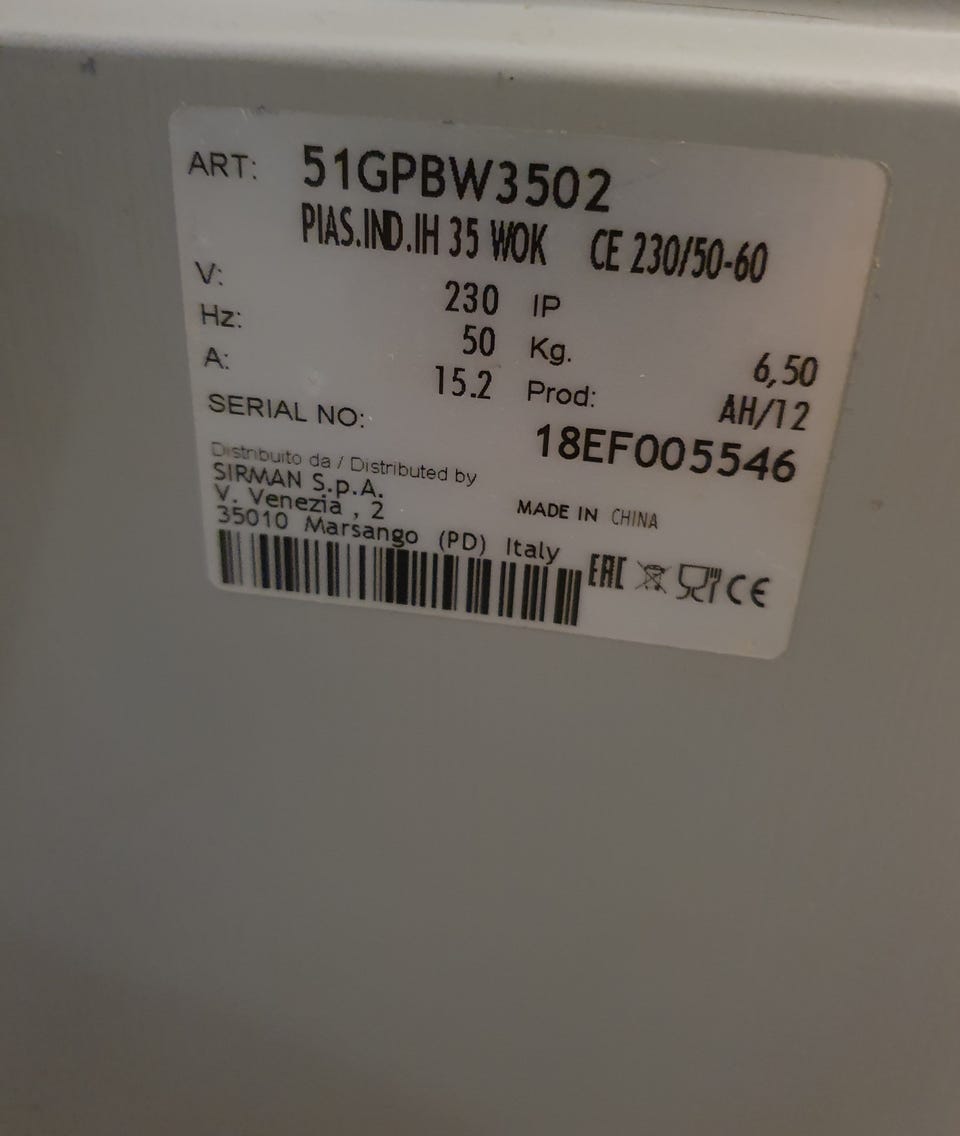 ART: 51GPBW3502
PIAS.IND.IH 35 WOK CE 230/50-60
V: 230 IP
Hz: 50 Kg. 6,50
A: 15.2 Prod: AH/12
SERIAL NO: 18EF005546
Distribuito da / Distributed by
SIRMAN S.p.A.
V. Venezia , 2
MADE IN CHINA
35010 Marsango (PD) Italy
EAC CE